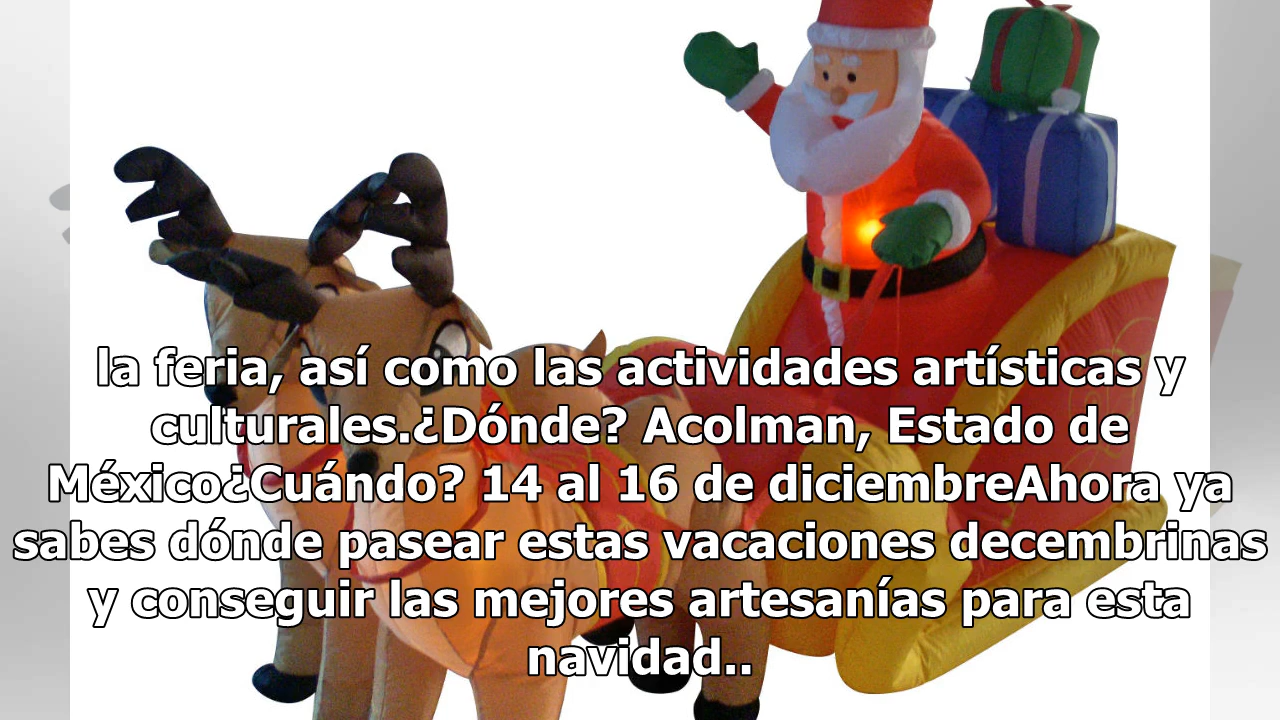 la feria, así como las actividades artísticas y
culturales.¿Dónde? Acolman, Estado de
México¿Cuándo? 14 al 16 de diciembreAhora ya
sabes dónde pasear estas vacaciones decembrinas
y conseguir las mejores artesanías para esta
navidad..